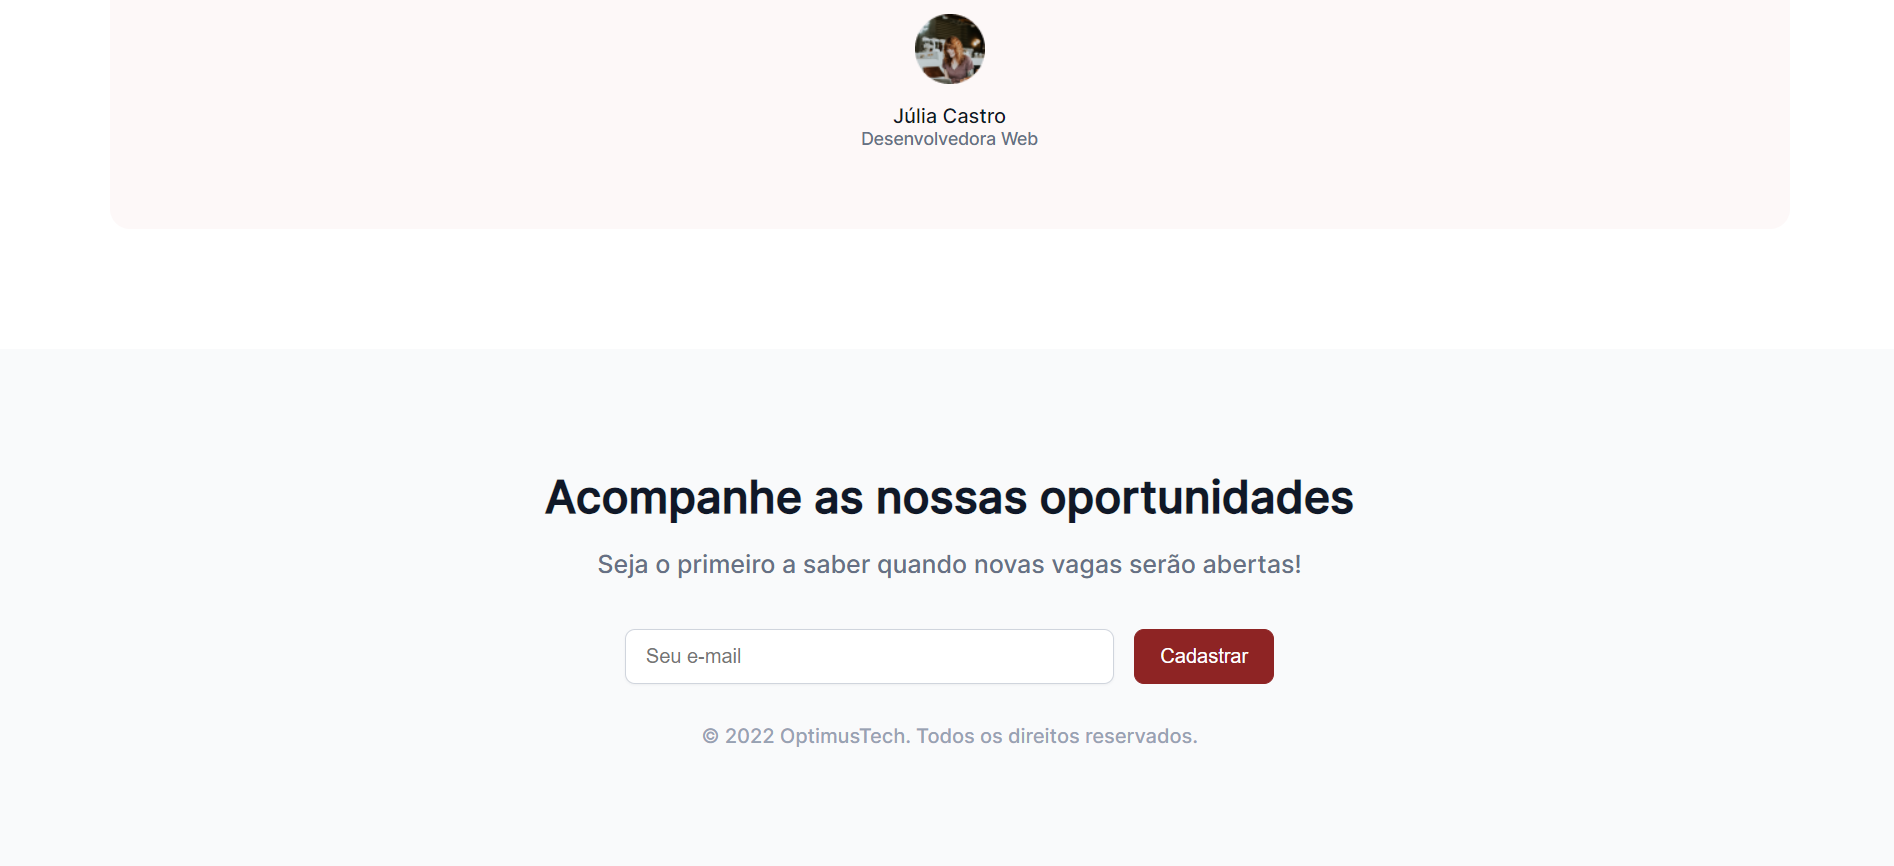 Júlia Castro
Desenvolvedora Web
Acompanhe as nossas oportunidades
Seja o primeiro a saber quando novas vagas serão abertas!
Seu e-mail
Cadastrar
© 2022 OptimusTech. Todos os direitos reservados.